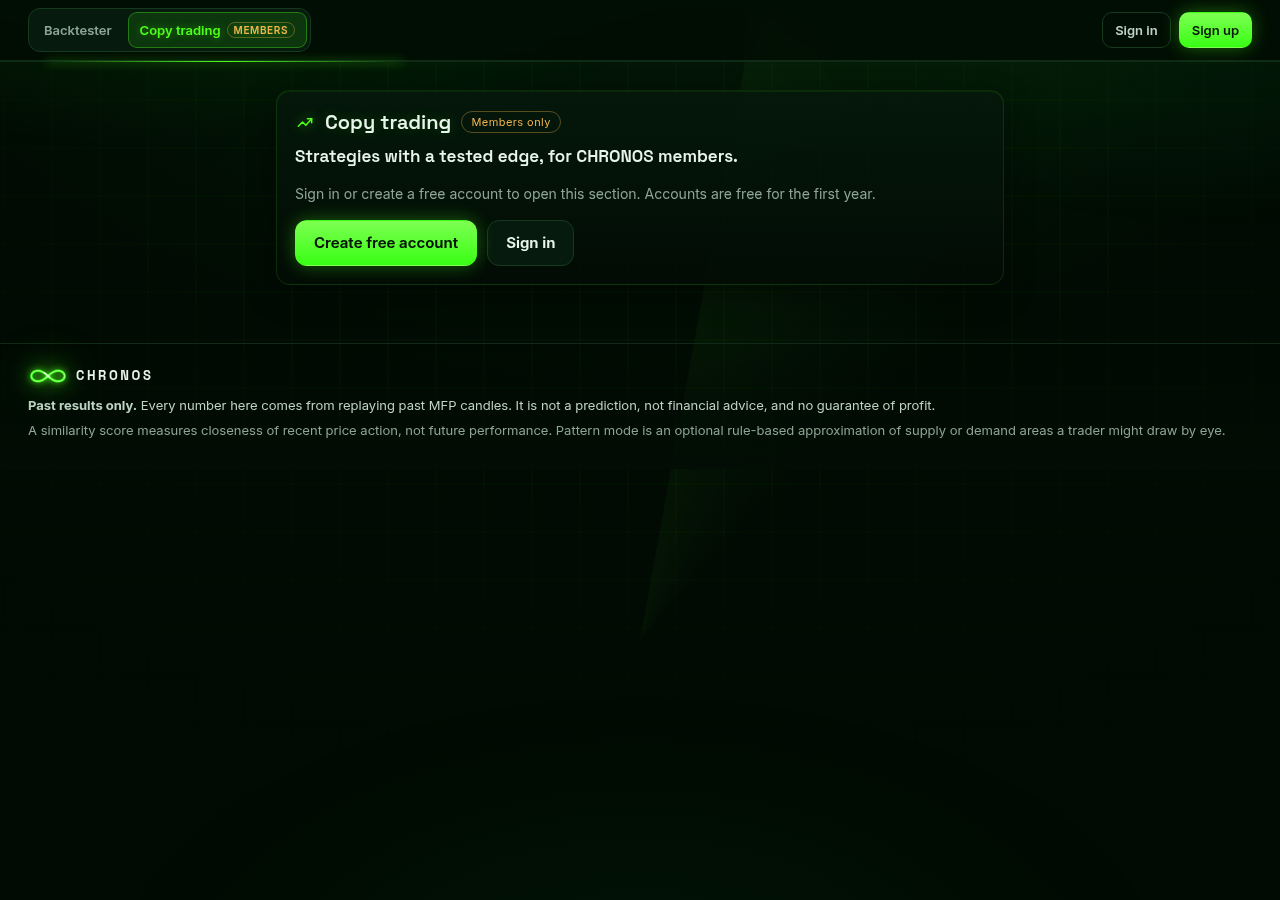 Backtester Copy trading MEMBERS Sign in Sign up
Copy trading Members only
Strategies with a tested edge, for CHRONOS members.
Sign in or create a free account to open this section. Accounts are free for the first year.
Create free account Sign in
CHRONOS
Past results only. Every number here comes from replaying past MFP candles. It is not a prediction, not financial advice, and no guarantee of profit.
A similarity score measures closeness of recent price action, not future performance. Pattern mode is an optional rule-based approximation of supply or demand areas a trader might draw by eye.